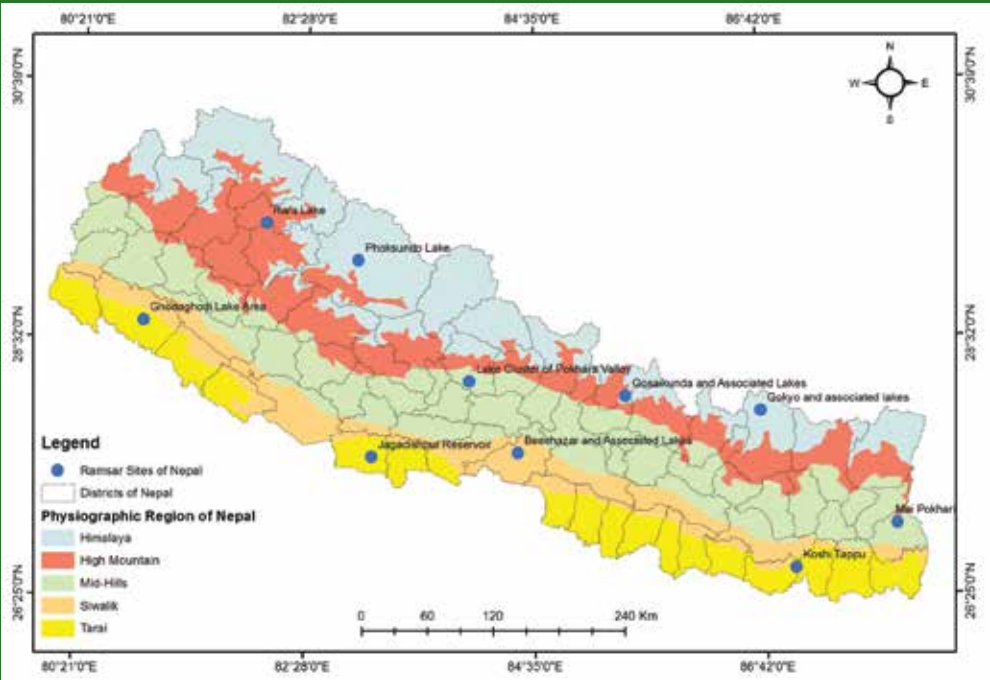 80°21'0"E 82°28'0"E 84°35'0"E 86°42'0"E
30°39'0"N
30°39'0"N
N
W E
S
Rara Lake
Phoksundo Lake
Ghodaghodi Lake Area
28°32'0"N
28°32'0"N
Lake Cluster of Pokhara Valley
Gosaikunda and Associated Lakes
Gokyo and associated lakes
Jagadishpur Reservoir
Beeshazar and Associated Lakes
Mai Pokhari
Koshi Tappu
26°25'0"N
26°25'0"N
Legend
Ramsar Sites of Nepal
Districts of Nepal
Physiographic Region of Nepal
Himalaya
High Mountain
Mid-Hills
Siwalik
Tarai
0 60 120 240 Km
80°21'0"E 82°28'0"E 84°35'0"E 86°42'0"E